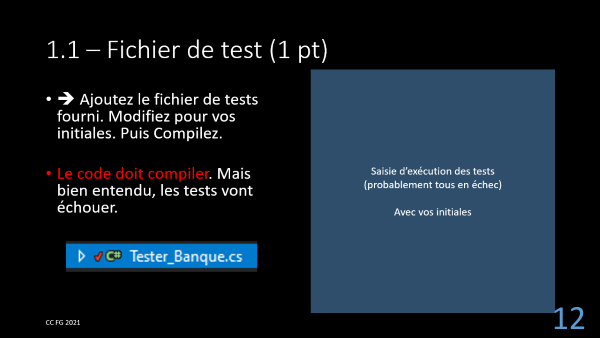 1.1 – Fichier de test (1 pt)
• ➔ Ajoutez le fichier de tests
fourni. Modifiez pour vos
initiales. Puis Compilez.
• Le code doit compiler. Mais
bien entendu, les tests vont
échouer.
C# Tester_Banque.cs
Saisie d’exécution des tests
(probablement tous en échec)
Avec vos initiales
CC FG 2021
12